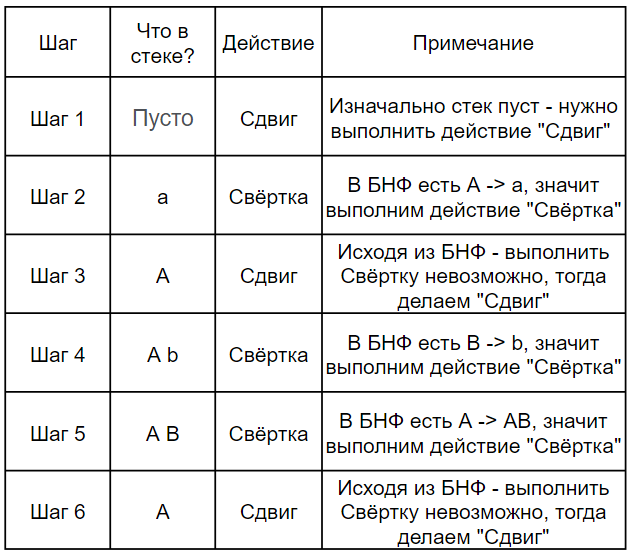 Шаг
Что в
стеке?
Действие
Примечание
Шаг 1
Пусто
Сдвиг
Изначально стек пуст - нужно
выполнить действие "Сдвиг"
Шаг 2
a
Свёртка
В БНФ есть A -> a, значит
выполним действие "Свёртка"
Шаг 3
A
Сдвиг
Исходя из БНФ - выполнить
Свёртку невозможно, тогда
делаем "Сдвиг"
Шаг 4
A b
Свёртка
В БНФ есть B -> b, значит
выполним действие "Свёртка"
Шаг 5
A B
Свёртка
В БНФ есть A -> AB, значит
выполним действие "Свёртка"
Шаг 6
A
Сдвиг
Исходя из БНФ - выполнить
Свёртку невозможно, тогда
делаем "Сдвиг"